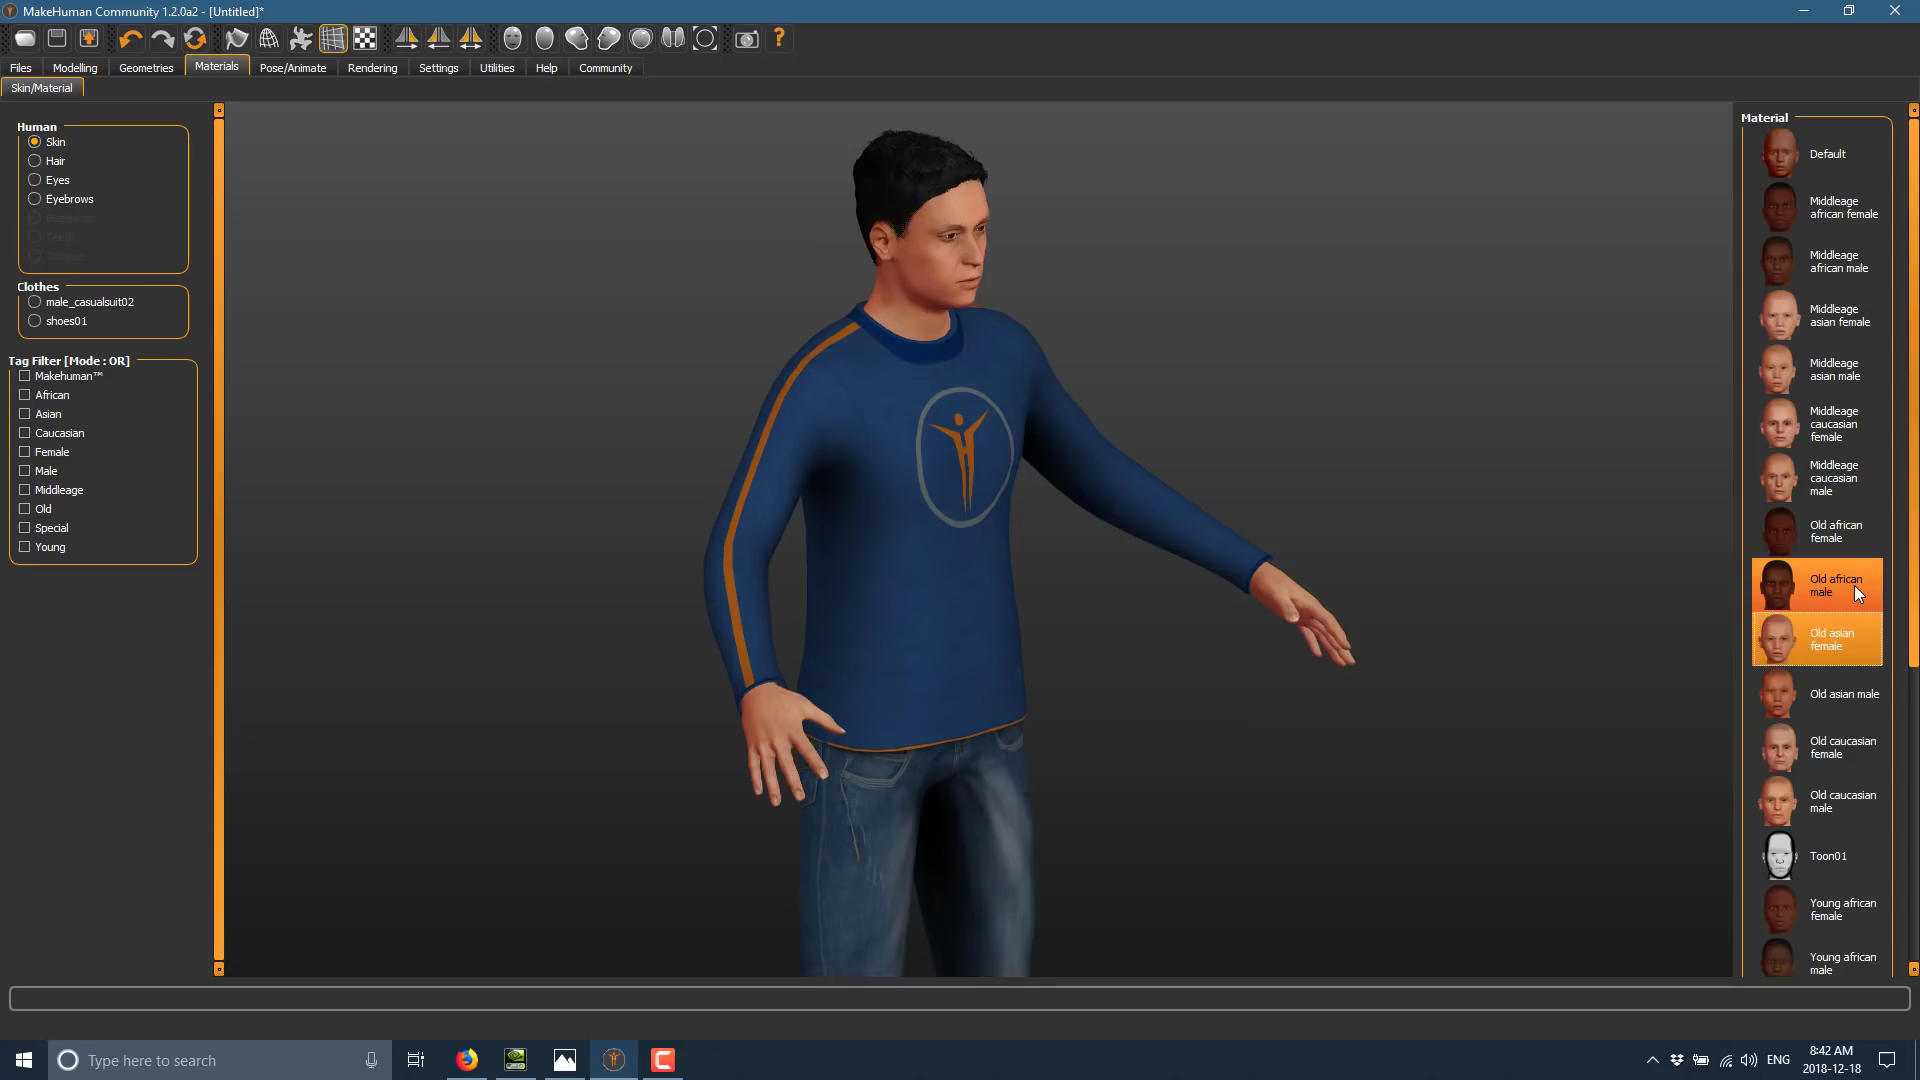 MakeHuman Community 1.2.0a2 - [Untitled]*
Files
Modelling
Geometries
Materials
Pose/Animate
Rendering
Settings
Utilities
Help
Community
Skin/Material
Human
Skin
Hair
Eyes
Eyebrows
Clothes
male_casualsuit02
shoes01
Tag Filter [Mode : OR]
Makehuman™
African
Asian
Caucasian
Female
Male
Middleage
Old
Special
Young
Material
Default
Middleage
african female
Middleage
african male
Middleage
asian female
Middleage
asian male
Middleage
caucasian
female
Middleage
caucasian
male
Old african
female
Old african
male
Old asian
female
Old asian male
Old caucasian
female
Old caucasian
male
Toon01
Young african
female
Young african
male
Type here to search
ENG
8:42 AM
2018-12-18